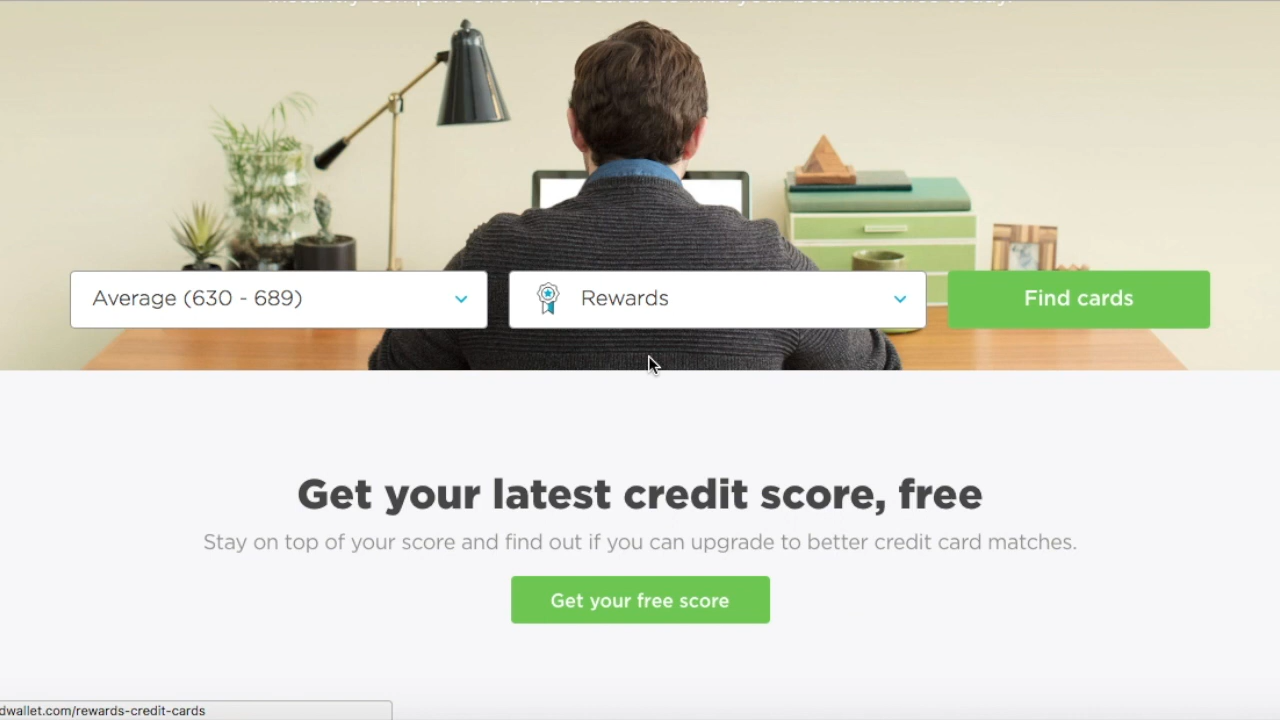 Average (630 - 689)
Rewards
Find cards
Get your latest credit score, free
Stay on top of your score and find out if you can upgrade to better credit card matches.
Get your free score
dwallet.com/rewards-credit-cards